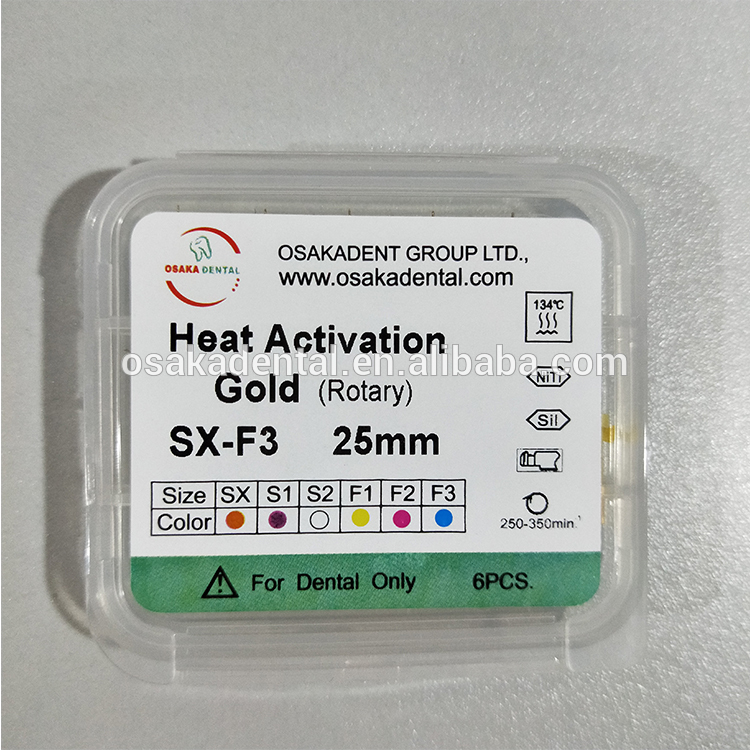 OSAKA DENTAL
OSAKADENT GROUP LTD.,
www.osakadental.com
134℃
Heat Activation
osakadental.en.alibaba.com
Gold (Rotary)
NiTi
SX-F3 25mm
Sil
Size SX S1 S2 F1 F2 F3
Color
250-350min.¹
For Dental Only 6PCS.